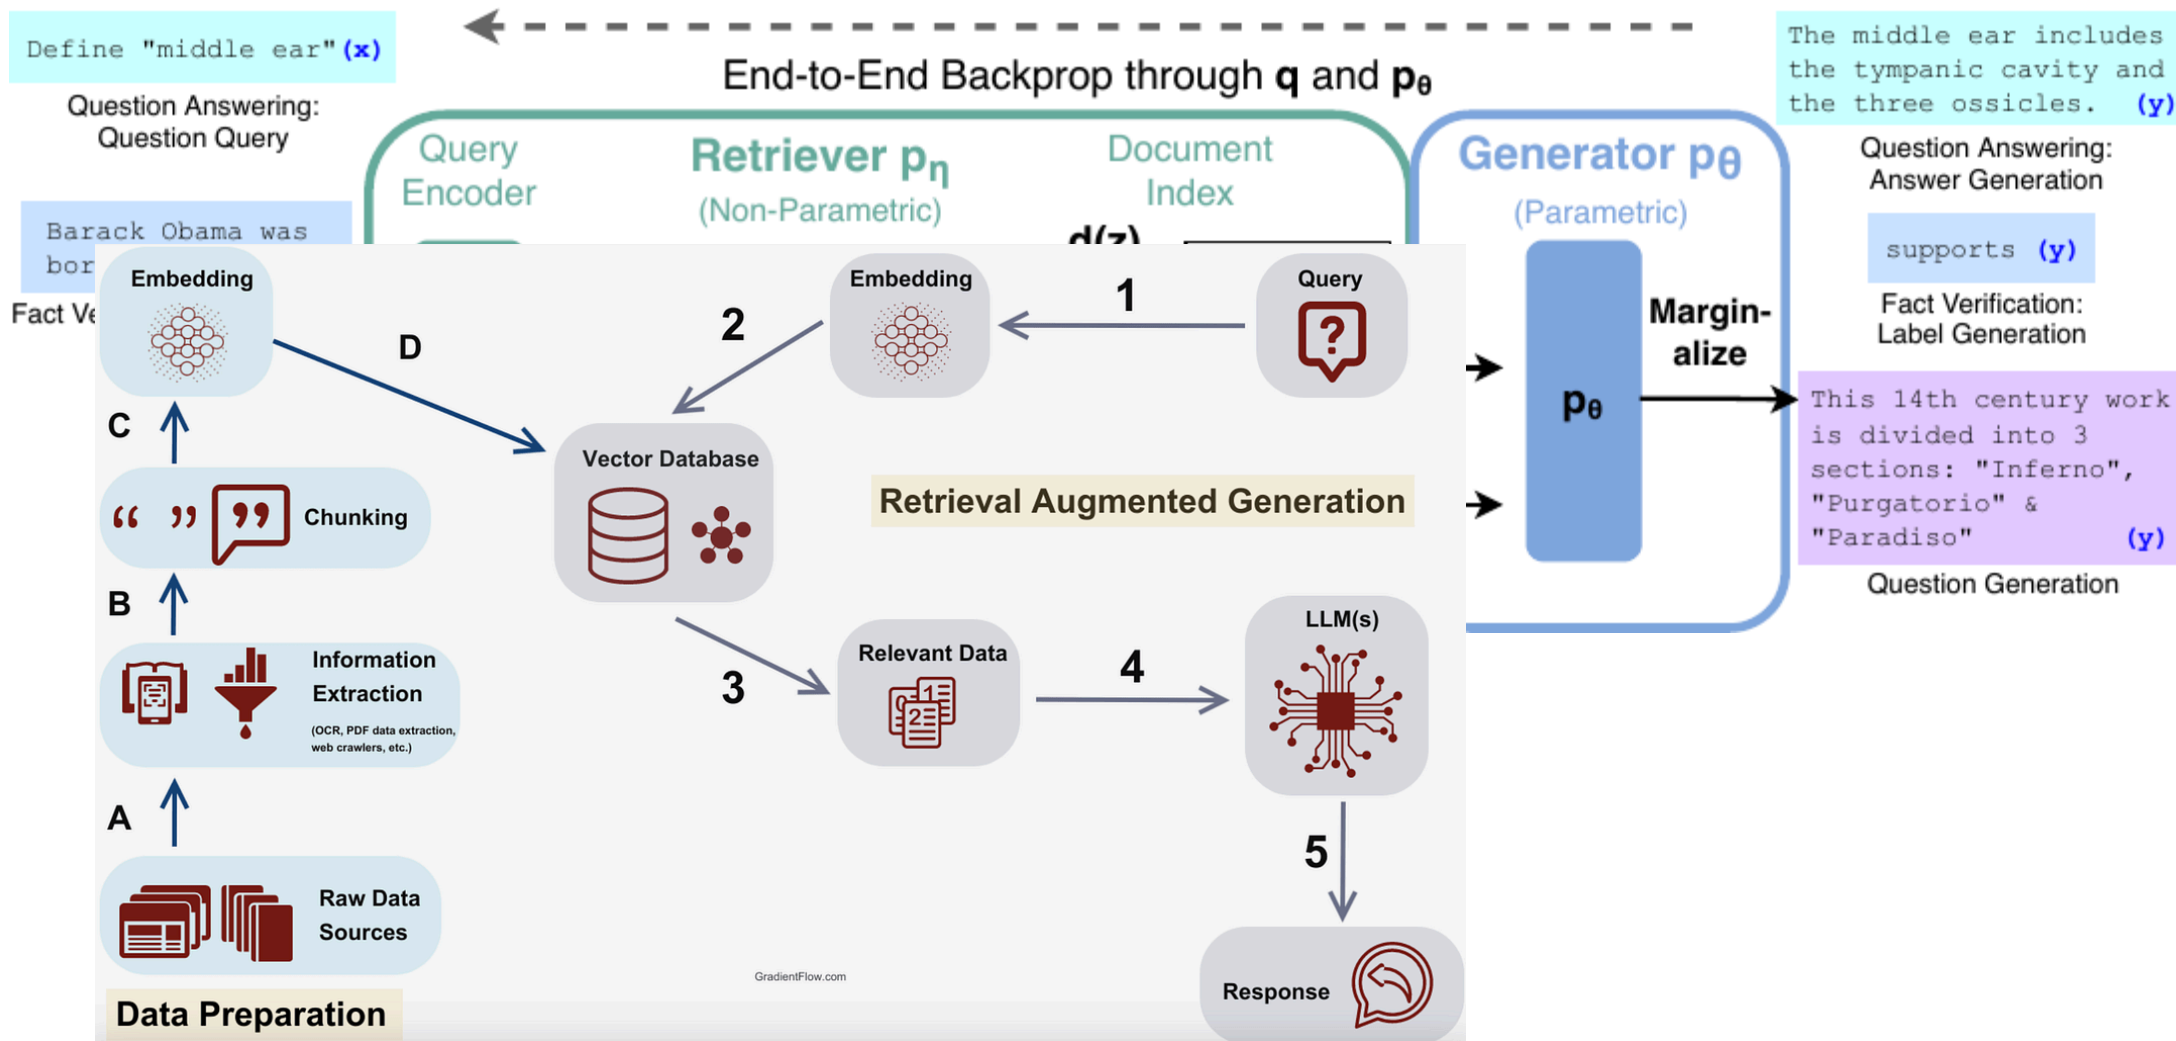 Define "middle ear" (x)
Question Answering:
Question Query
Barack Obama was
bor
Fact Ve
End-to-End Backprop through q and pθ
Query
Encoder
Retriever pη
(Non-Parametric)
Document
Index
d(z)
Generator pθ
(Parametric)
pθ
Margin-
alize
The middle ear includes
the tympanic cavity and
the three ossicles. (y)
Question Answering:
Answer Generation
supports (y)
Fact Verification:
Label Generation
This 14th century work
is divided into 3
sections: "Inferno",
"Purgatorio" &
"Paradiso" (y)
Question Generation
Embedding
D
C
“ ” Chunking
B
Information
Extraction
(OCR, PDF data extraction,
web crawlers, etc.)
A
Raw Data
Sources
Data Preparation
Embedding
1
Query
?
2
Vector Database
Retrieval Augmented Generation
3
Relevant Data
0 1
2
4
LLM(s)
5
Response
GradientFlow.com